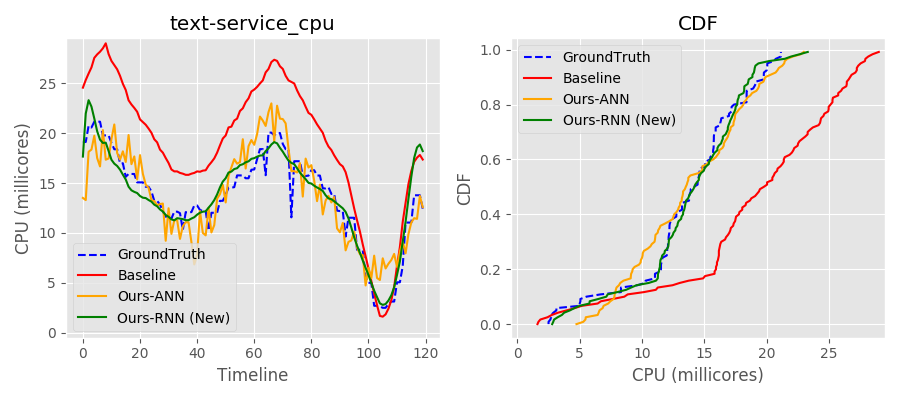 text-service_cpu
CPU (millicores)
25
20
15
10
5
0
GroundTruth
Baseline
Ours-ANN
Ours-RNN (New)
0 20 40 60 80 100 120
Timeline
CDF
CDF
1.0
0.8
0.6
0.4
0.2
0.0
GroundTruth
Baseline
Ours-ANN
Ours-RNN (New)
0 5 10 15 20 25
CPU (millicores)